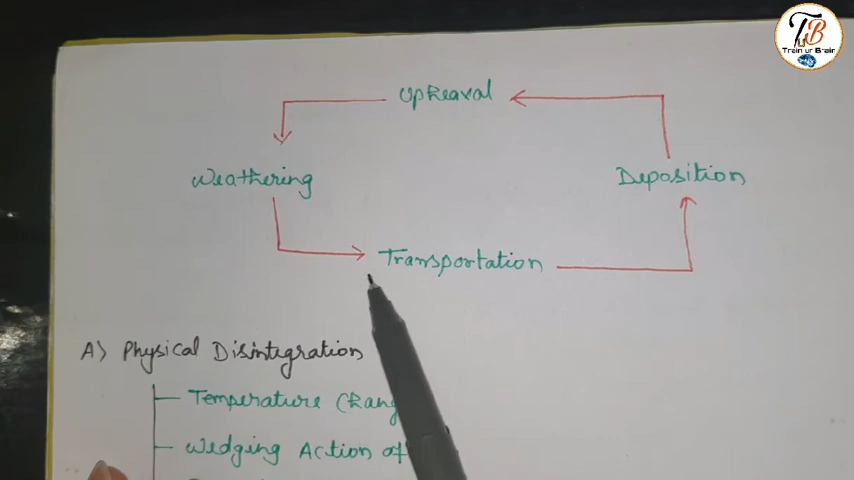 Train ur Brain
Upheaval
Weathering
Deposition
Transportation
A) Physical Disintegration
Temperature
Wedging Action of